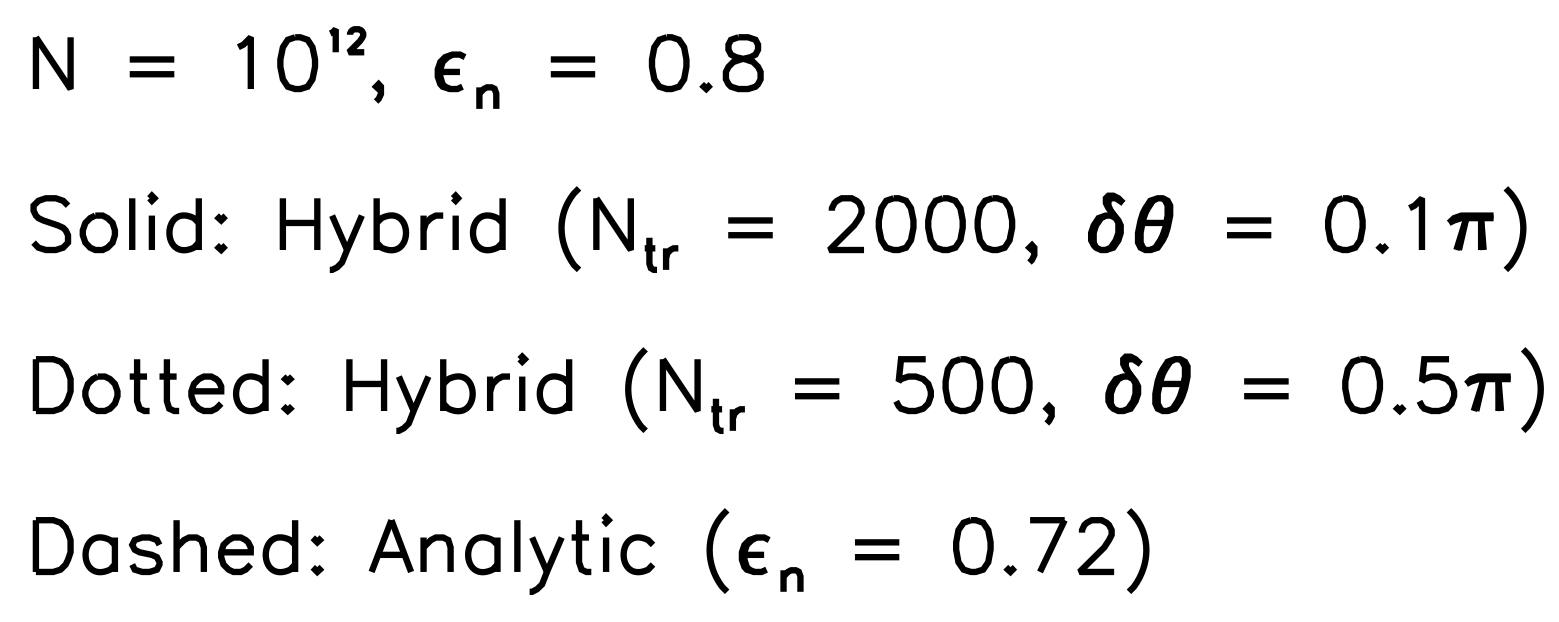 N = 10¹², ϵₙ = 0.8
Solid: Hybrid (Nₜᵣ = 2000, δθ = 0.1π)
Dotted: Hybrid (Nₜᵣ = 500, δθ = 0.5π)
Dashed: Analytic (ϵₙ = 0.72)